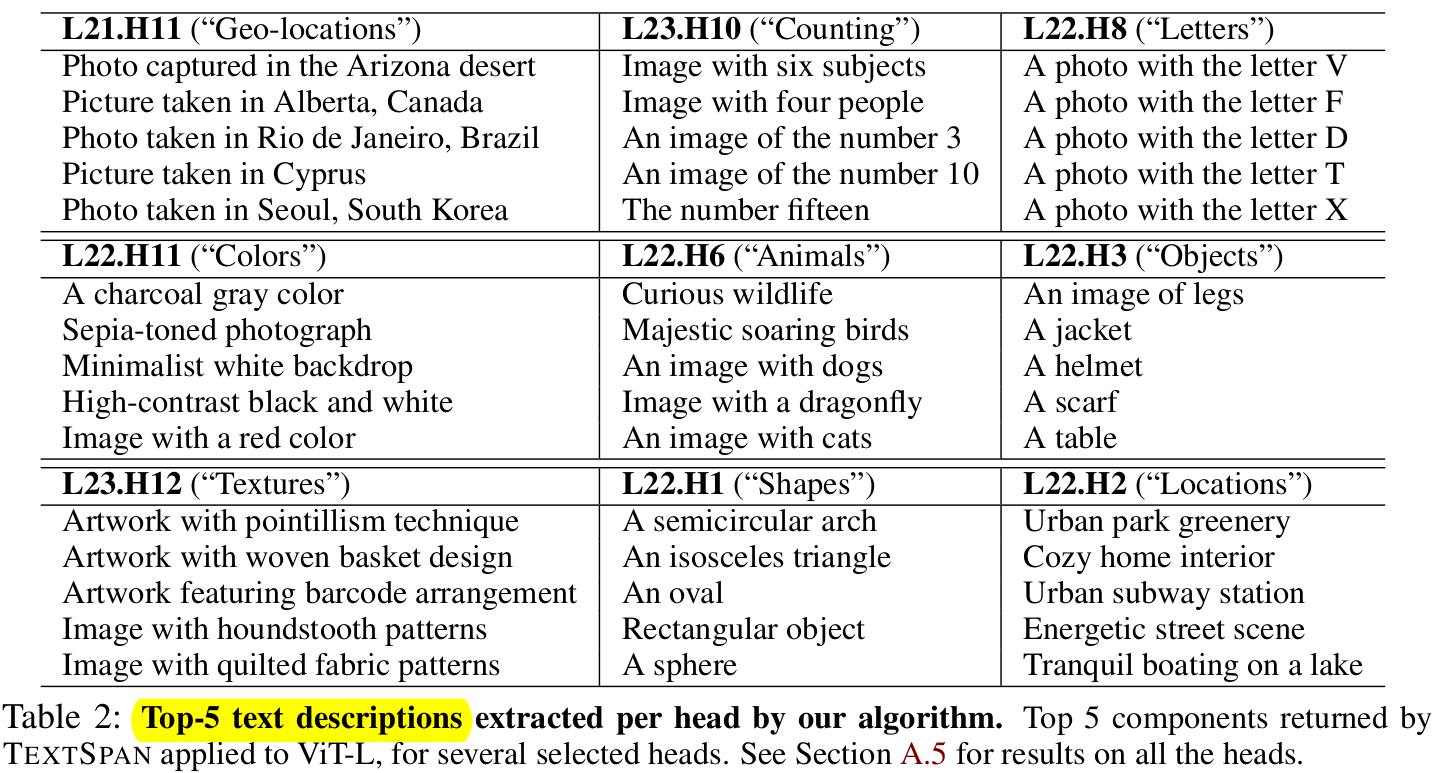 L21.H11 (“Geo-locations”) L23.H10 (“Counting”) L22.H8 (“Letters”)
Photo captured in the Arizona desert Image with six subjects A photo with the letter V
Picture taken in Alberta, Canada Image with four people A photo with the letter F
Photo taken in Rio de Janeiro, Brazil An image of the number 3 A photo with the letter D
Picture taken in Cyprus An image of the number 10 A photo with the letter T
Photo taken in Seoul, South Korea The number fifteen A photo with the letter X
L22.H11 (“Colors”) L22.H6 (“Animals”) L22.H3 (“Objects”)
A charcoal gray color Curious wildlife An image of legs
Sepia-toned photograph Majestic soaring birds A jacket
Minimalist white backdrop An image with dogs A helmet
High-contrast black and white Image with a dragonfly A scarf
Image with a red color An image with cats A table
L23.H12 (“Textures”) L22.H1 (“Shapes”) L22.H2 (“Locations”)
Artwork with pointillism technique A semicircular arch Urban park greenery
Artwork with woven basket design An isosceles triangle Cozy home interior
Artwork featuring barcode arrangement An oval Urban subway station
Image with houndstooth patterns Rectangular object Energetic street scene
Image with quilted fabric patterns A sphere Tranquil boating on a lake
Table 2: Top-5 text descriptions extracted per head by our algorithm. Top 5 components returned by
TEXTSPAN applied to ViT-L, for several selected heads. See Section A.5 for results on all the heads.